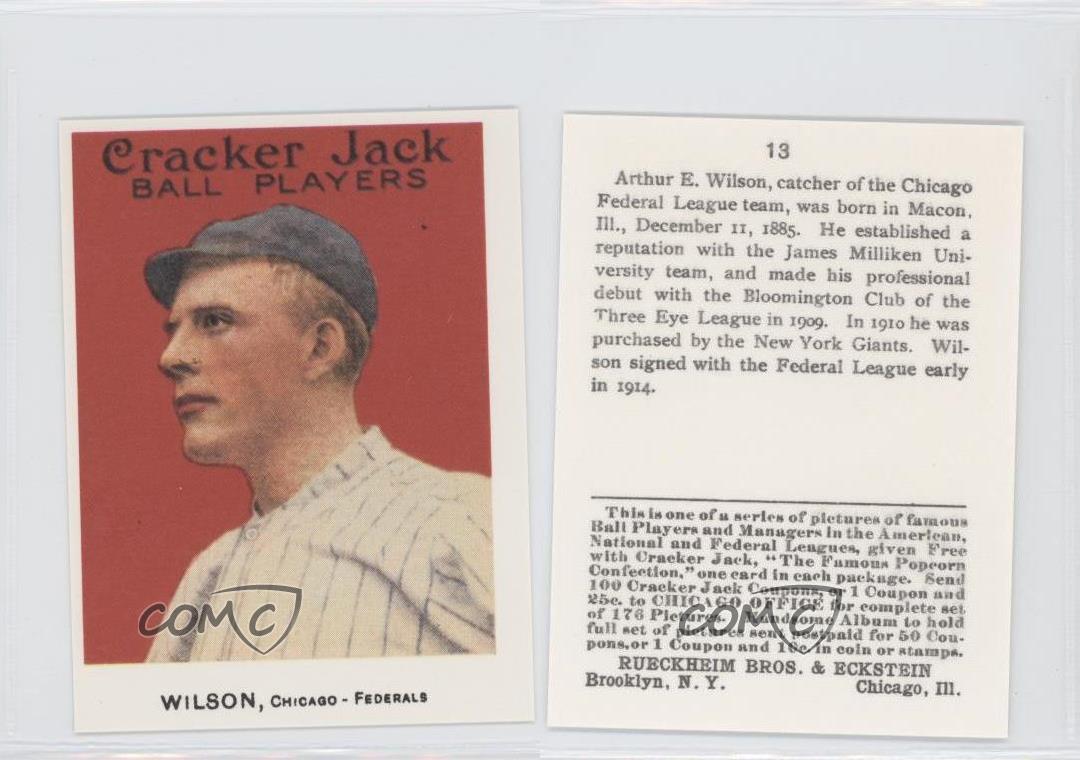 Cracker Jack
BALL PLAYERS
COMC
WILSON, CHICAGO - FEDERALS
13
Arthur E. Wilson, catcher of the Chicago
Federal League team, was born in Macon,
Ill., December 11, 1885. He established a
reputation with the James Milliken Uni-
versity team, and made his professional
debut with the Bloomington Club of the
Three Eye League in 1909. In 1910 he was
purchased by the New York Giants. Wil-
son signed with the Federal League early
in 1914.
This is one of a series of pictures of famous
Ball Players and Managers in the American,
National and Federal Leagues, given Free
with Cracker Jack, "The Famous Popcorn
Confection," one card in each package. Send
100 Cracker Jack Coupons, or 1 Coupon and
25c. to CHICAGO OFFICE for complete set
of 176 Pictures. Handsome Album to hold
full set of pictures sent postpaid for 50 Cou-
pons, or 1 Coupon and 10c in coin or stamps.
RUECKHEIM BROS. & ECKSTEIN
Brooklyn, N. Y. Chicago, Ill.
COMC